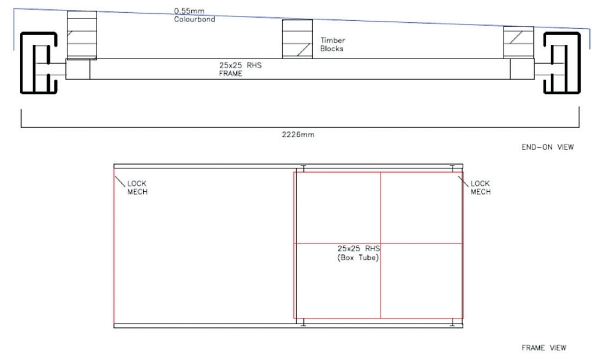 0.55mm
Colourbond
Timber
Blocks
25x25 RHS
FRAME
2226mm
END-ON VIEW
LOCK
MECH
LOCK
MECH
25x25 RHS
(Box Tube)
FRAME VIEW